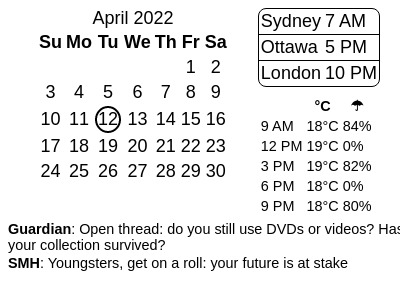 April 2022
Su Mo Tu We Th Fr Sa
1 2
3 4 5 6 7 8 9
10 11 12 13 14 15 16
17 18 19 20 21 22 23
24 25 26 27 28 29 30
Sydney 7 AM
Ottawa 5 PM
London 10 PM
°C ☂
9 AM 18°C 84%
12 PM 19°C 0%
3 PM 19°C 82%
6 PM 18°C 0%
9 PM 18°C 80%
Guardian: Open thread: do you still use DVDs or videos? Has
your collection survived?
SMH: Youngsters, get on a roll: your future is at stake